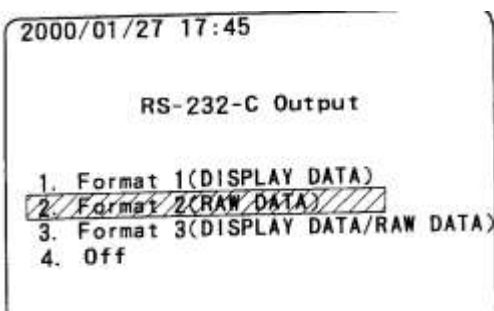 2000/01/27 17:45
RS-232-C Output
1. Format 1(DISPLAY DATA)
2. Format 2(RAW DATA)
3. Format 3(DISPLAY DATA/RAW DATA)
4. Off